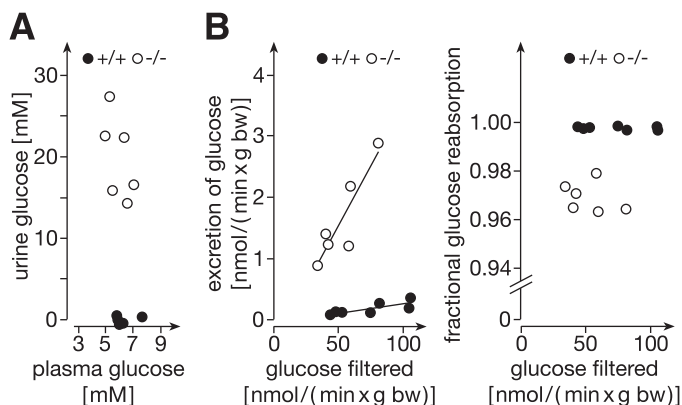 A
● +/+ ○ -/-
urine glucose [mM]
30
20
10
0
3 5 7 9
plasma glucose
[mM]
B
● +/+ ○ -/-
excretion of glucose
[nmol/(min x g bw)]
4
3
2
1
0
0 50 100
glucose filtered
[nmol/(min x g bw)]
● +/+ ○ -/-
fractional glucose reabsorption
1.00
0.98
0.96
0.94
0
0 50 100
glucose filtered
[nmol/(min x g bw)]